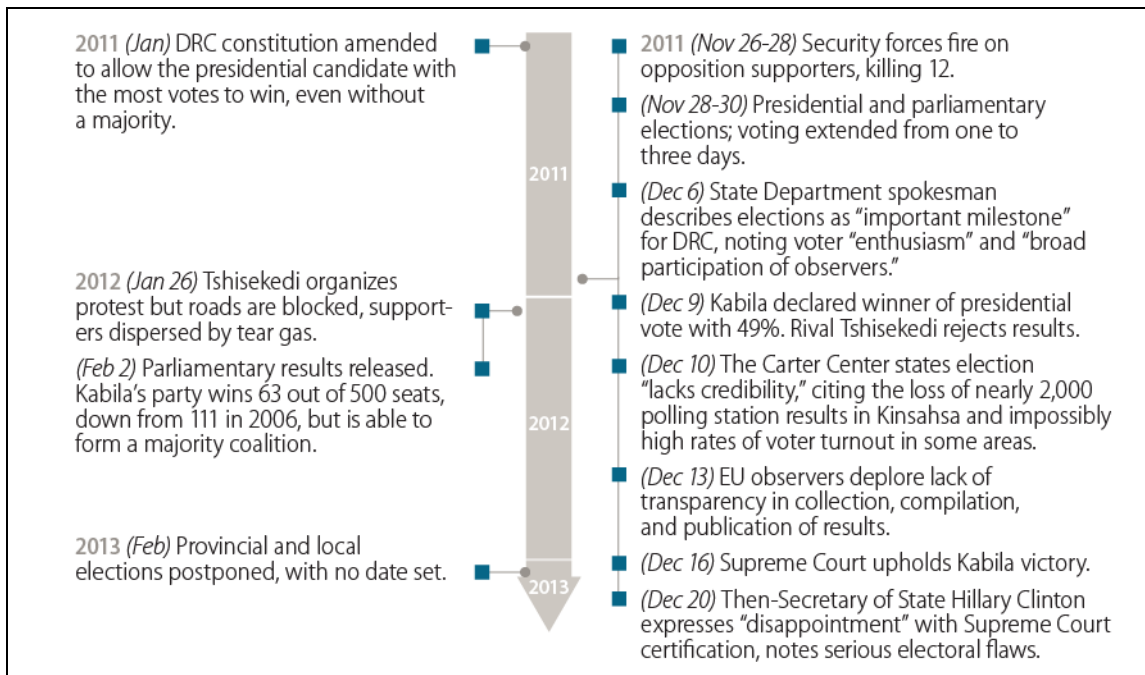 2011 (Jan) DRC constitution amended
to allow the presidential candidate with
the most votes to win, even without
a majority.
2012 (Jan 26) Tshisekedi organizes
protest but roads are blocked, support-
ers dispersed by tear gas.
(Feb 2) Parliamentary results released.
Kabila’s party wins 63 out of 500 seats,
down from 111 in 2006, but is able to
form a majority coalition.
2013 (Feb) Provincial and local
elections postponed, with no date set.
2011
2012
2013
2011 (Nov 26-28) Security forces fire on
opposition supporters, killing 12.
(Nov 28-30) Presidential and parliamentary
elections; voting extended from one to
three days.
(Dec 6) State Department spokesman
describes elections as “important milestone”
for DRC, noting voter “enthusiasm” and “broad
participation of observers.”
(Dec 9) Kabila declared winner of presidential
vote with 49%. Rival Tshisekedi rejects results.
(Dec 10) The Carter Center states election
“lacks credibility,” citing the loss of nearly 2,000
polling station results in Kinsahsa and impossibly
high rates of voter turnout in some areas.
(Dec 13) EU observers deplore lack of
transparency in collection, compilation,
and publication of results.
(Dec 16) Supreme Court upholds Kabila victory.
(Dec 20) Then-Secretary of State Hillary Clinton
expresses “disappointment” with Supreme Court
certification, notes serious electoral flaws.